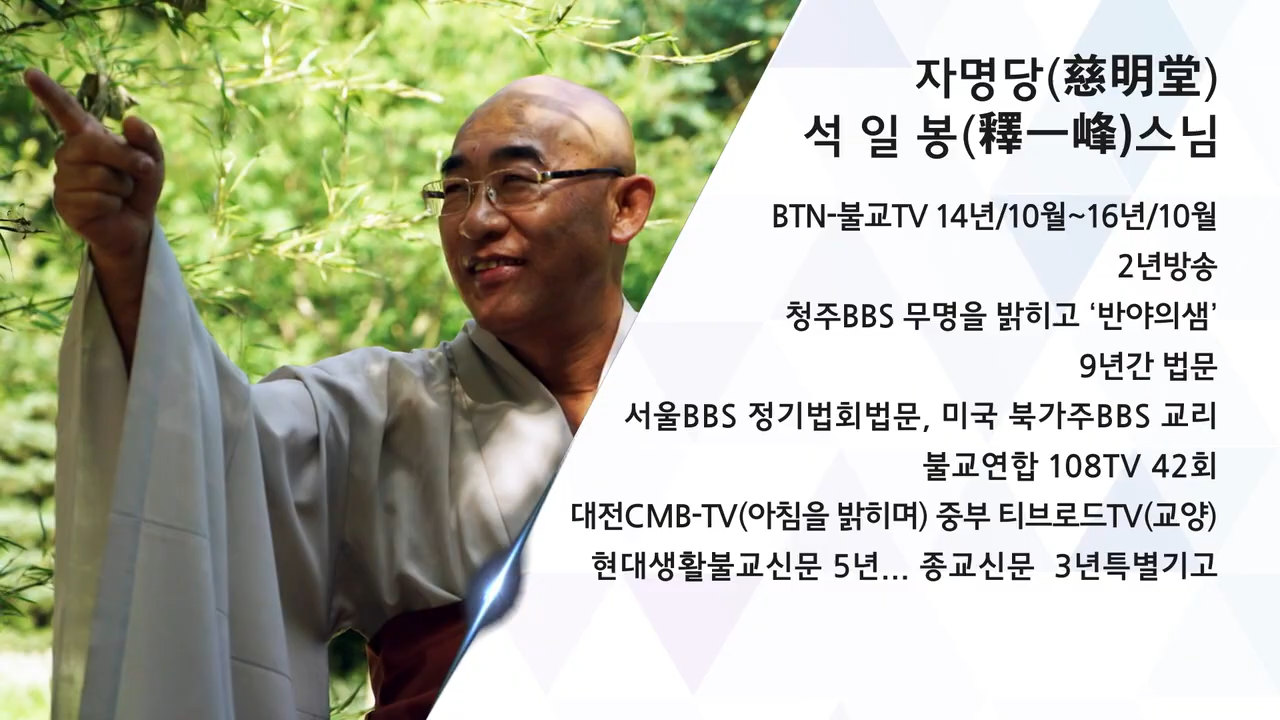 자명당(慈明堂)
석 일 봉(釋一峰)스님
BTN-불교TV 14년/10월~16년/10월
2년방송
청주BBS 무명을 밝히고 ‘반야의샘’
9년간 법문
서울BBS 정기법회법문, 미국 북가주BBS 교리
불교연합 108TV 42회
대전CMB-TV(아침을 밝히며) 중부 티브로드TV(교양)
현대생활불교신문 5년... 종교신문 3년특별기고